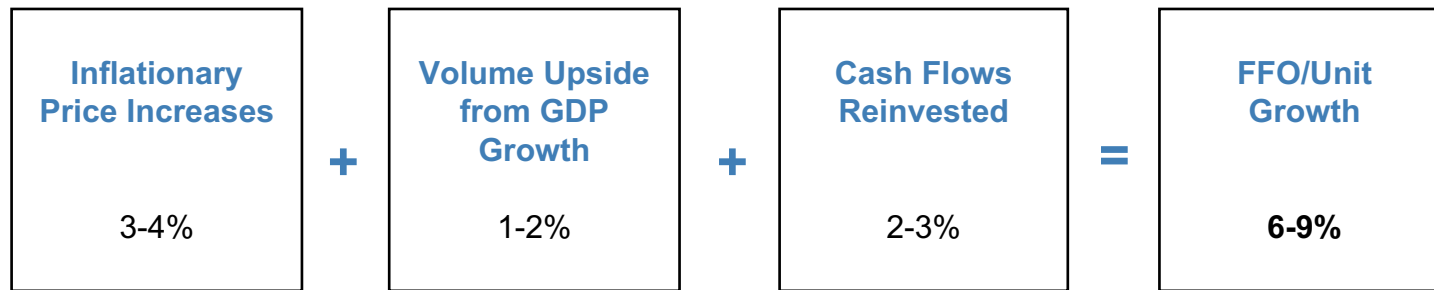 Inflationary
Price Increases
3-4%
+
Volume Upside
from GDP
Growth
1-2%
+
Cash Flows
Reinvested
2-3%
=
FFO/Unit
Growth
6-9%